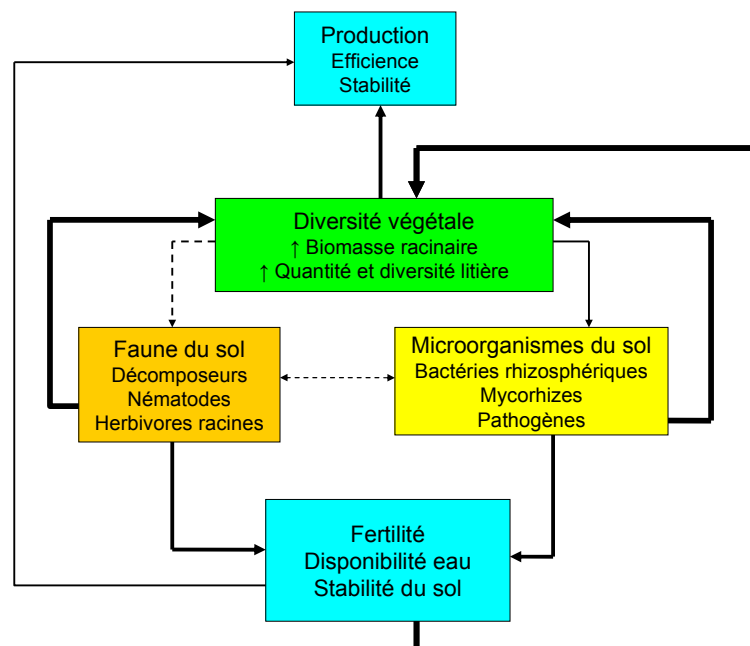 Production
Efficience
Stabilité
Diversité végétale
↑ Biomasse racinaire
↑ Quantité et diversité litière
Faune du sol
Décomposeurs
Nématodes
Herbivores racines
Microorganismes du sol
Bactéries rhizosphériques
Mycorhizes
Pathogènes
Fertilité
Disponibilité eau
Stabilité du sol